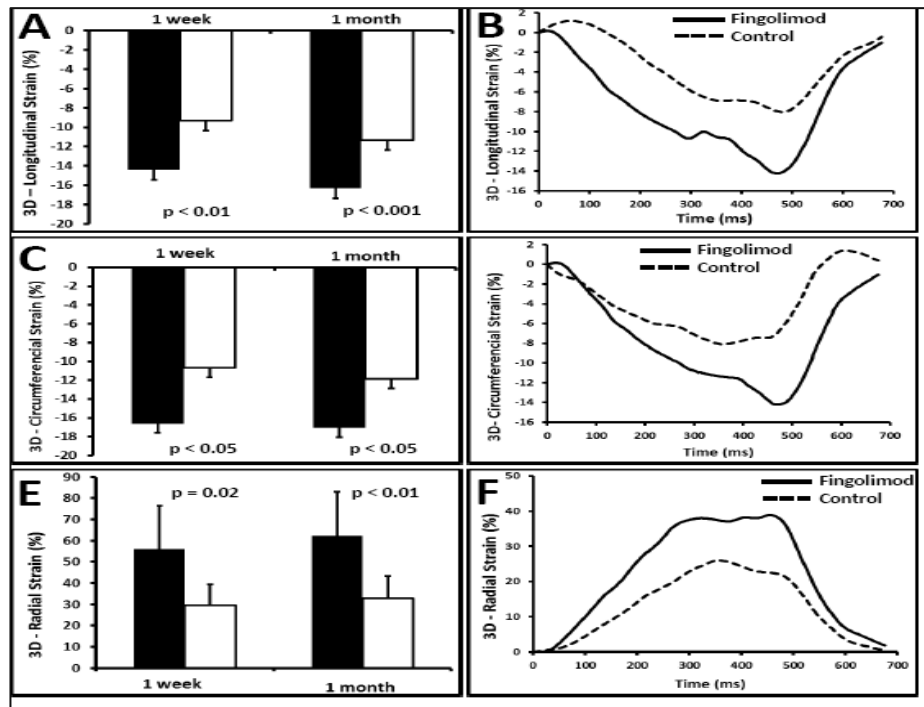 A
1 week
1 month
3D – Longitudinal Strain (%)
0
-2
-4
-6
-8
-10
-12
-14
-16
-18
-20
p < 0.01
p < 0.001
B
Fingolimod
Control
3D - Longitudinal Strain (%)
2
0
-2
-4
-6
-8
-10
-12
-14
-16
0 100 200 300 400 500 600 700
Time (ms)
C
1 week
1 month
3D - Circumferencial Strain (%)
0
-2
-4
-6
-8
-10
-12
-14
-16
-18
-20
p < 0.05
p < 0.05
Fingolimod
Control
3D- Circumferencial Strain (%)
2
0
-2
-4
-6
-8
-10
-12
-14
-16
0 100 200 300 400 500 600 700
Time (ms)
E
p = 0.02
p < 0.01
3D - Radial Strain (%)
90
80
70
60
50
40
30
20
10
0
1 week
1 month
F
Fingolimod
Control
3D - Radial Strain (%)
40
30
20
10
0
0 100 200 300 400 500 600 700
Time (ms)